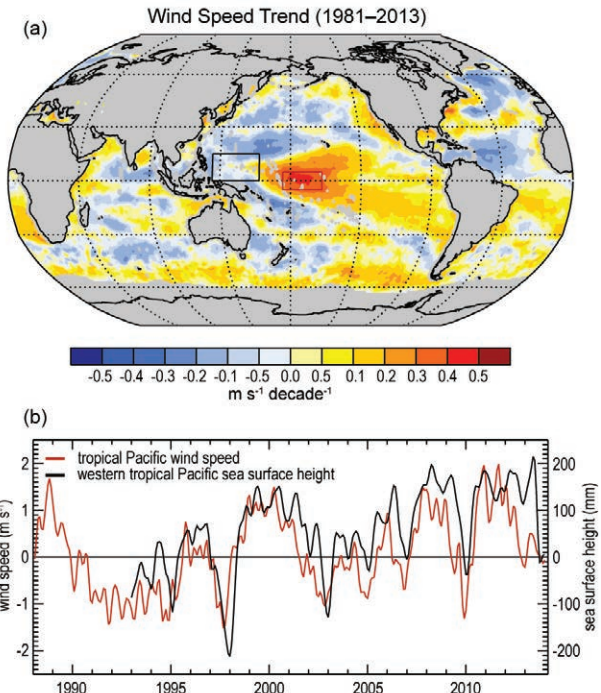 Wind Speed Trend (1981–2013)
(a)
-0.5 -0.4 -0.3 -0.2 -0.1 -0.5 0.0 0.1 0.2 0.3 0.4 0.5
m s⁻¹ decade⁻¹
(b)
tropical Pacific wind speed
western tropical Pacific sea surface height
wind speed (m s⁻¹)
2
1
0
-1
-2
200
100
0
-100
-200
sea surface height (mm)
1990 1995 2000 2005 2010